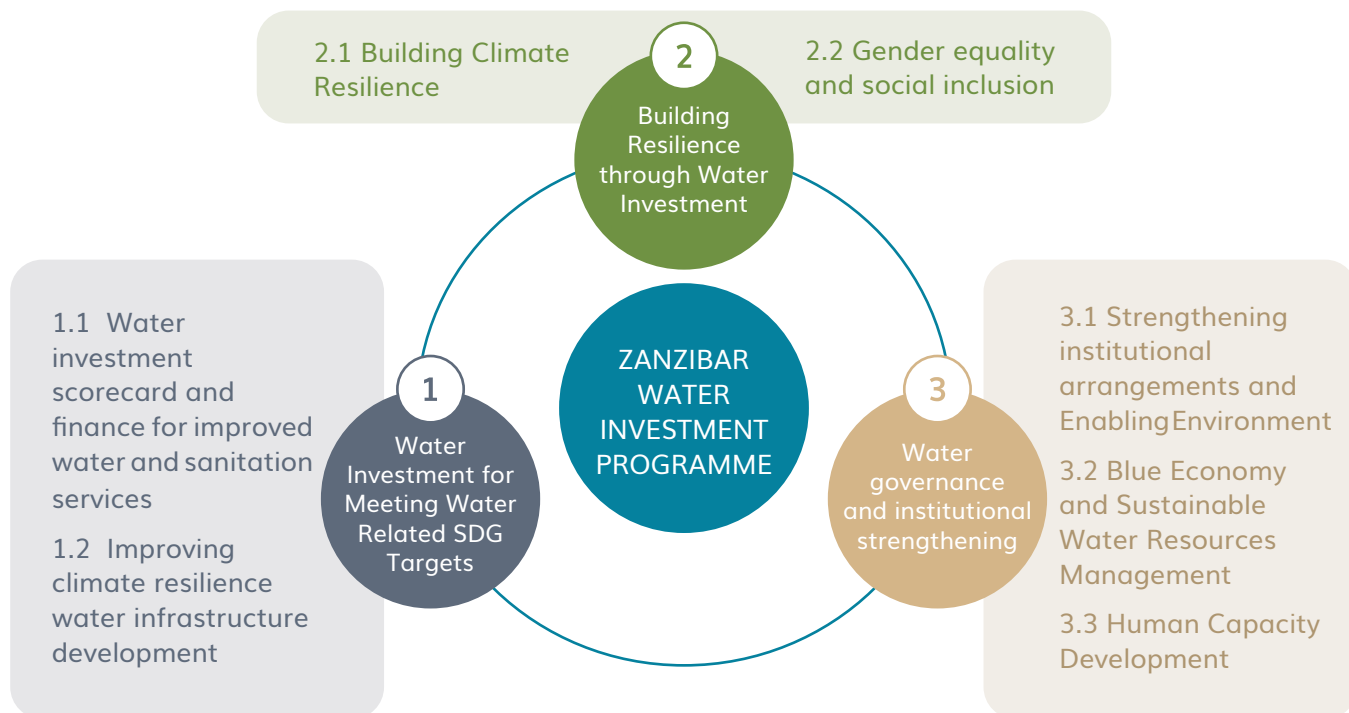 2.1 Building Climate
Resilience
2
2.2 Gender equality
and social inclusion
Building
Resilience
through Water
Investment
1.1 Water
investment
scorecard and
finance for improved
water and sanitation
services
1.2 Improving
climate resilience
water infrastructure
development
1
Water
Investment for
Meeting Water
Related SDG
Targets
ZANZIBAR
WATER
INVESTMENT
PROGRAMME
3
Water
governance
and institutional
strengthening
3.1 Strengthening
institutional
arrangements and
Enabling Environment
3.2 Blue Economy
and Sustainable
Water Resources
Management
3.3 Human Capacity
Development